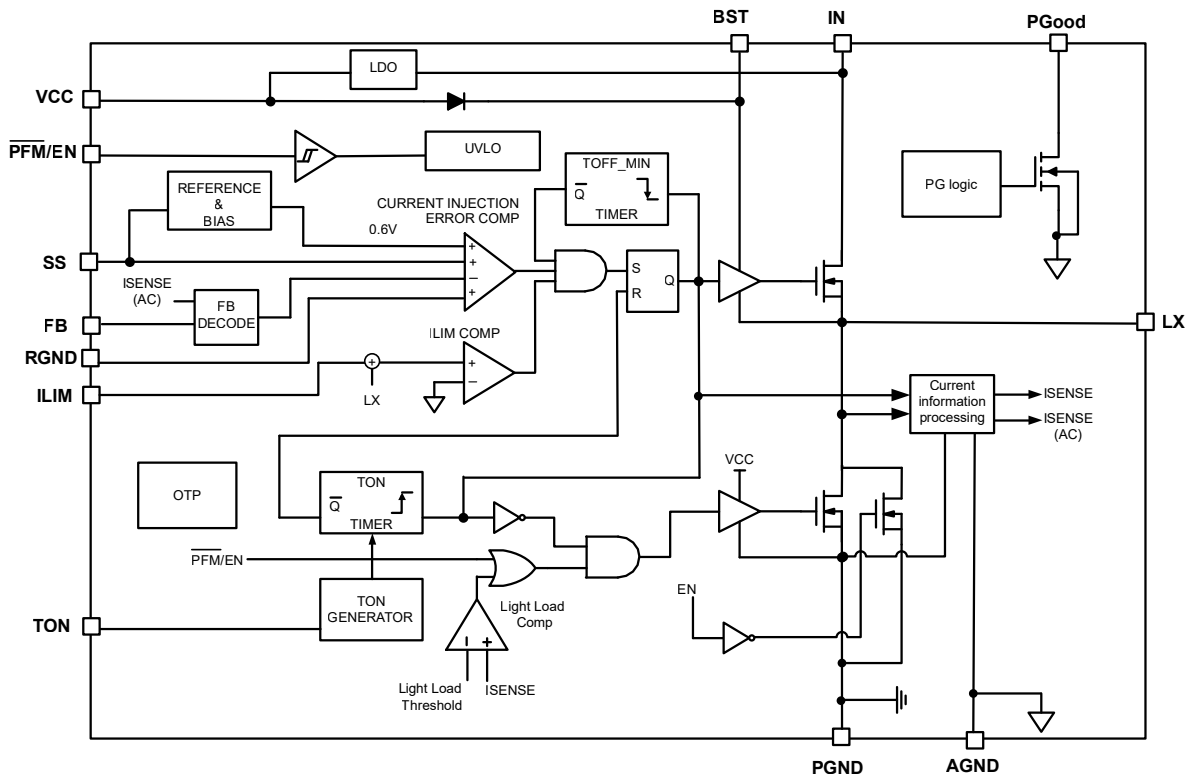 BST
IN
PGood
LDO
VCC
PFM/EN
UVLO
TOFF_MIN
Q
TIMER
PG logic
REFERENCE
&
BIAS
CURRENT INJECTION
ERROR COMP
0.6V
+
+
–
+
SS
ISENSE
(AC)
FB
DECODE
S
R
Q
FB
LX
RGND
ILIM COMP
ILIM
+
+
–
LX
Current
information
processing
ISENSE
ISENSE
(AC)
VCC
OTP
TON
Q
TIMER
PFM/EN
EN
TON
GENERATOR
Light Load
Comp
TON
–
+
Light Load
Threshold
ISENSE
PGND
AGND